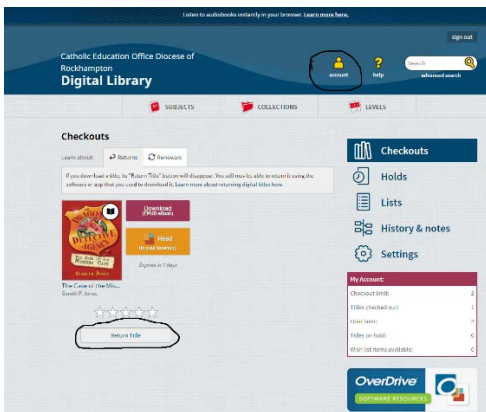 Listen to audiobooks instantly in your browser. Learn more here.
sign out
Catholic Education Office Diocese of
Rockhampton
Digital Library
account
help
Search
advanced search
SUBJECTS
COLLECTIONS
LEVELS
Checkouts
Learn about:
Returns
Renewals
If you download a title, its "Return Title" button will disappear. You still may be able to return it using the
software or app that you used to download it. Learn more about returning digital titles here.
DRAGON
DETECTIVE
AGENCY
Download
(EPUB eBook)
Read
(in your browser)
Expires in 7 days
The Case of the Mis...
Gareth P. Jones
Return Title
Checkouts
Holds
Lists
History & notes
Settings
My Account:
Checkout limit: 2
Titles checked out: 1
Hold limit: 2
Titles on hold: 0
Wish list items available: 0
OverDrive
SOFTWARE RESOURCES